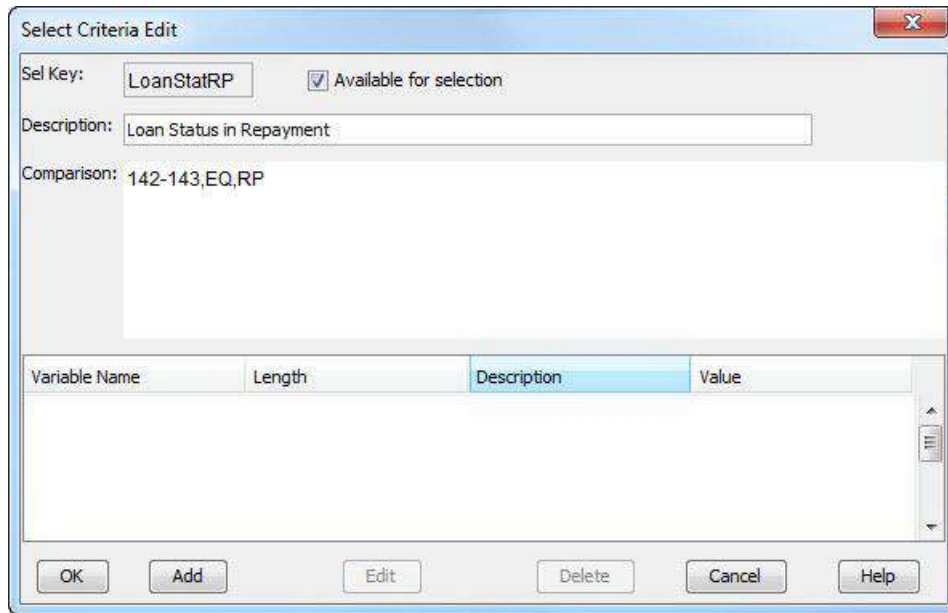 Select Criteria Edit
Sel Key: LoanStatRP Available for selection
Description: Loan Status in Repayment
Comparison: 142-143,EQ,RP
Variable Name Length Description Value
OK Add Edit Delete Cancel Help